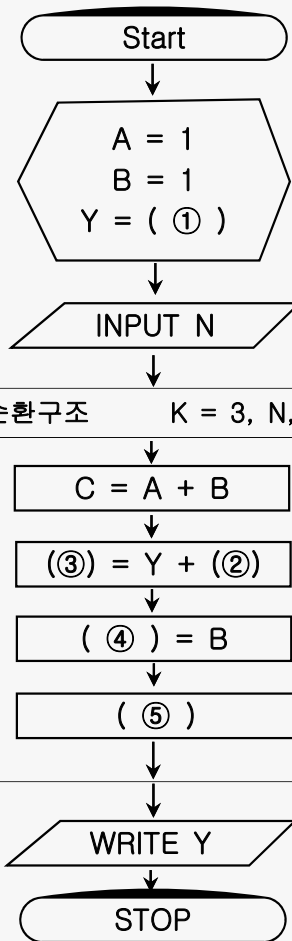 Start
A = 1
B = 1
Y = ( ① )
INPUT N
순환구조 K = 3, N,
C = A + B
(③) = Y + (②)
( ④ ) = B
( ⑤ )
WRITE Y
STOP